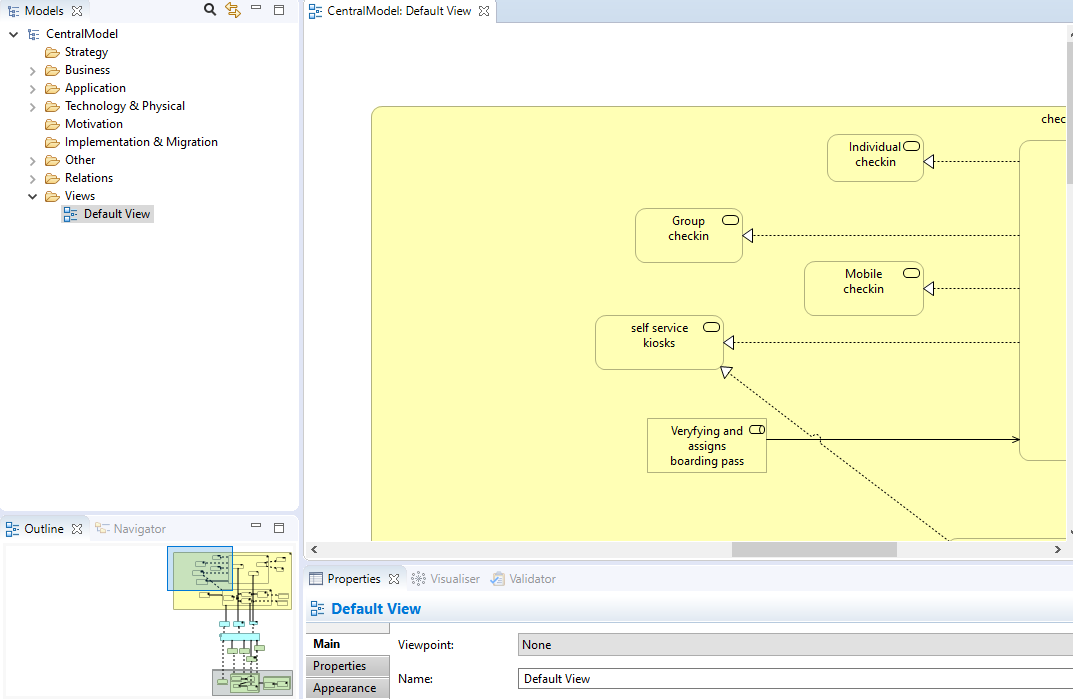 Models
CentralModel
Strategy
Business
Application
Technology & Physical
Motivation
Implementation & Migration
Other
Relations
Views
Default View
CentralModel: Default View
chec
Individual
checkin
Group
checkin
Mobile
checkin
self service
kiosks
Veryfying and
assigns
boarding pass
Outline
Navigator
Properties
Visualiser
Validator
Default View
Main
Viewpoint:
None
Properties
Name:
Default View
Appearance